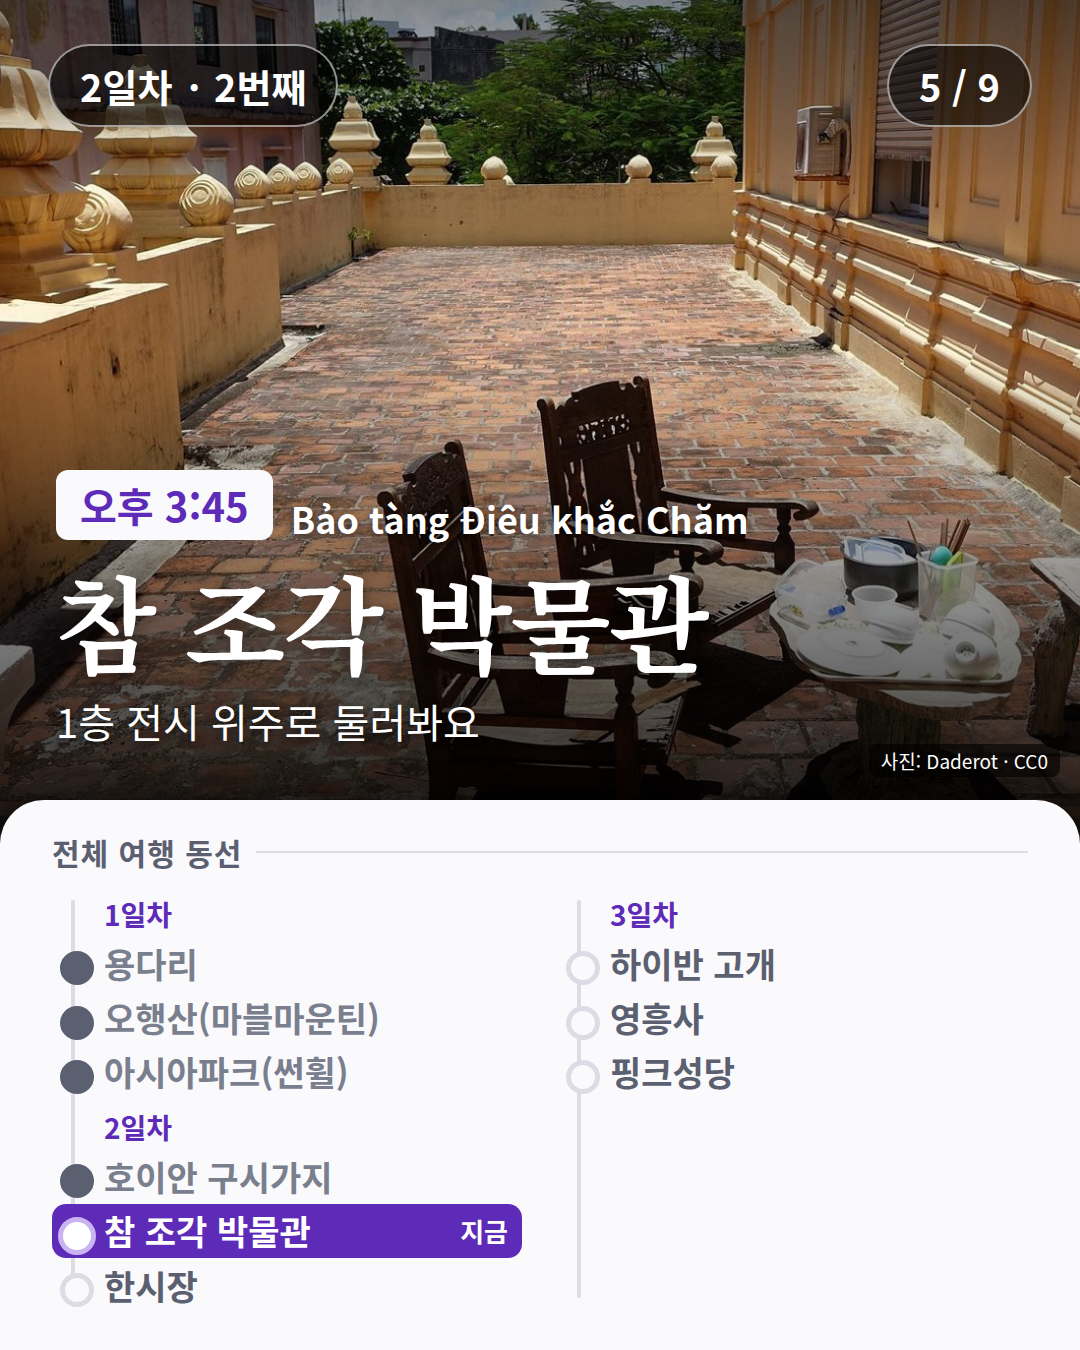 2일차 · 2번째
5 / 9
오후 3:45
Bảo tàng Điêu khắc Chăm
참 조각 박물관
1층 전시 위주로 둘러봐요
사진: Daderot · CC0
전체 여행 동선
1일차
용다리
오행산(마블마운틴)
아시아파크(썬휠)
2일차
호이안 구시가지
참 조각 박물관 지금
한시장
3일차
하이반 고개
영흥사
핑크성당